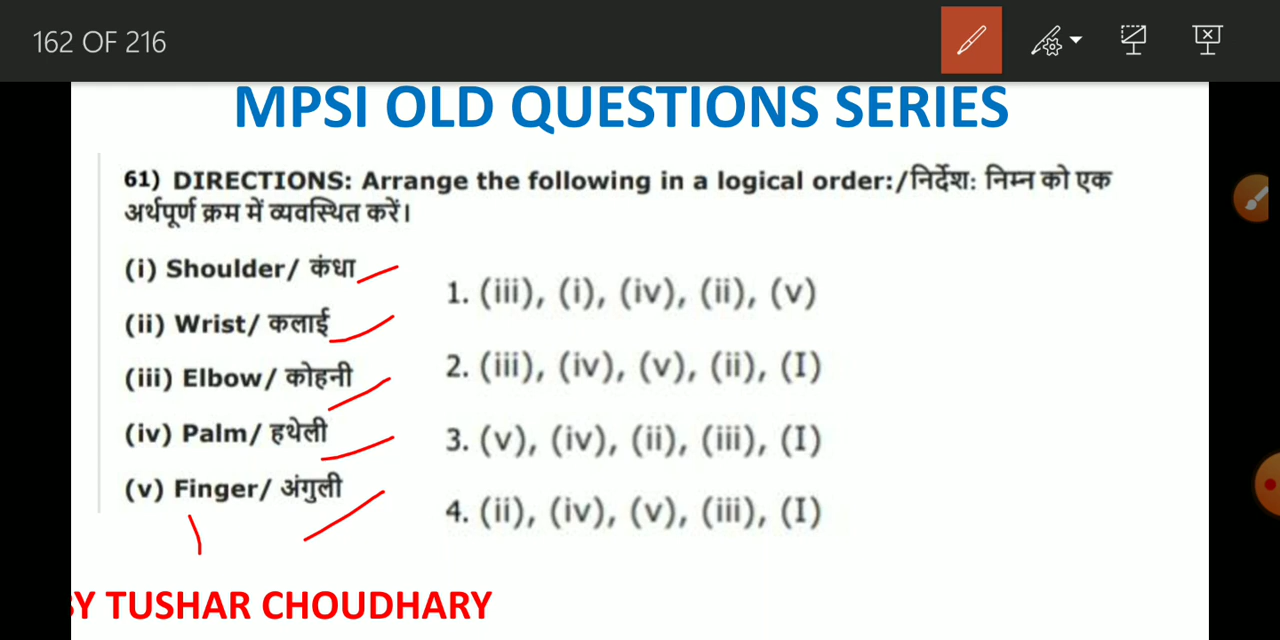 162 OF 216
MPSI OLD QUESTIONS SERIES
61) DIRECTIONS: Arrange the following in a logical order:/निर्देश: निम्न को एक
अर्थपूर्ण क्रम में व्यवस्थित करें।
(i) Shoulder/ कंधा
(ii) Wrist/ कलाई
(iii) Elbow/ कोहनी
(iv) Palm/ हथेली
(v) Finger/ अंगुली
1. (iii), (i), (iv), (ii), (v)
2. (iii), (iv), (v), (ii), (I)
3. (v), (iv), (ii), (iii), (I)
4. (ii), (iv), (v), (iii), (I)
BY TUSHAR CHOUDHARY